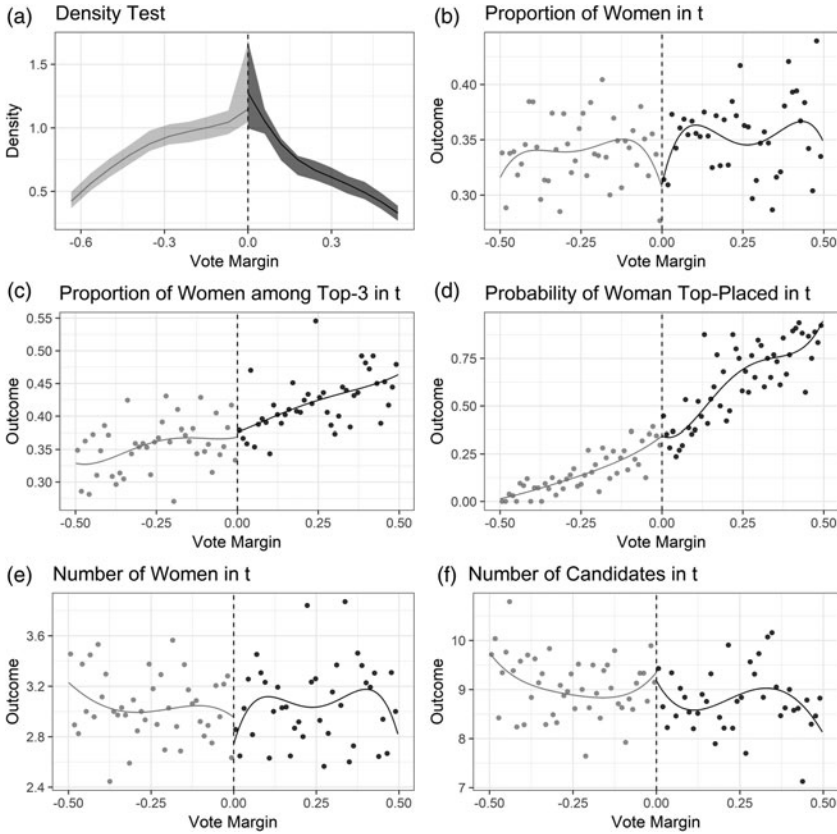 (a) Density Test
1.5
1.0
0.5
Density
-0.6 -0.3 0.0 0.3
Vote Margin
(b) Proportion of Women in t
0.40
0.35
0.30
Outcome
-0.50 -0.25 0.00 0.25 0.50
Vote Margin
(c) Proportion of Women among Top-3 in t
0.55
0.50
0.45
0.40
0.35
0.30
Outcome
-0.50 -0.25 0.00 0.25 0.50
Vote Margin
(d) Probability of Woman Top-Placed in t
0.75
0.50
0.25
0.00
Outcome
-0.50 -0.25 0.00 0.25 0.50
Vote Margin
(e) Number of Women in t
3.6
3.2
2.8
2.4
Outcome
-0.50 -0.25 0.00 0.25 0.50
Vote Margin
(f) Number of Candidates in t
10
9
8
7
Outcome
-0.50 -0.25 0.00 0.25 0.50
Vote Margin